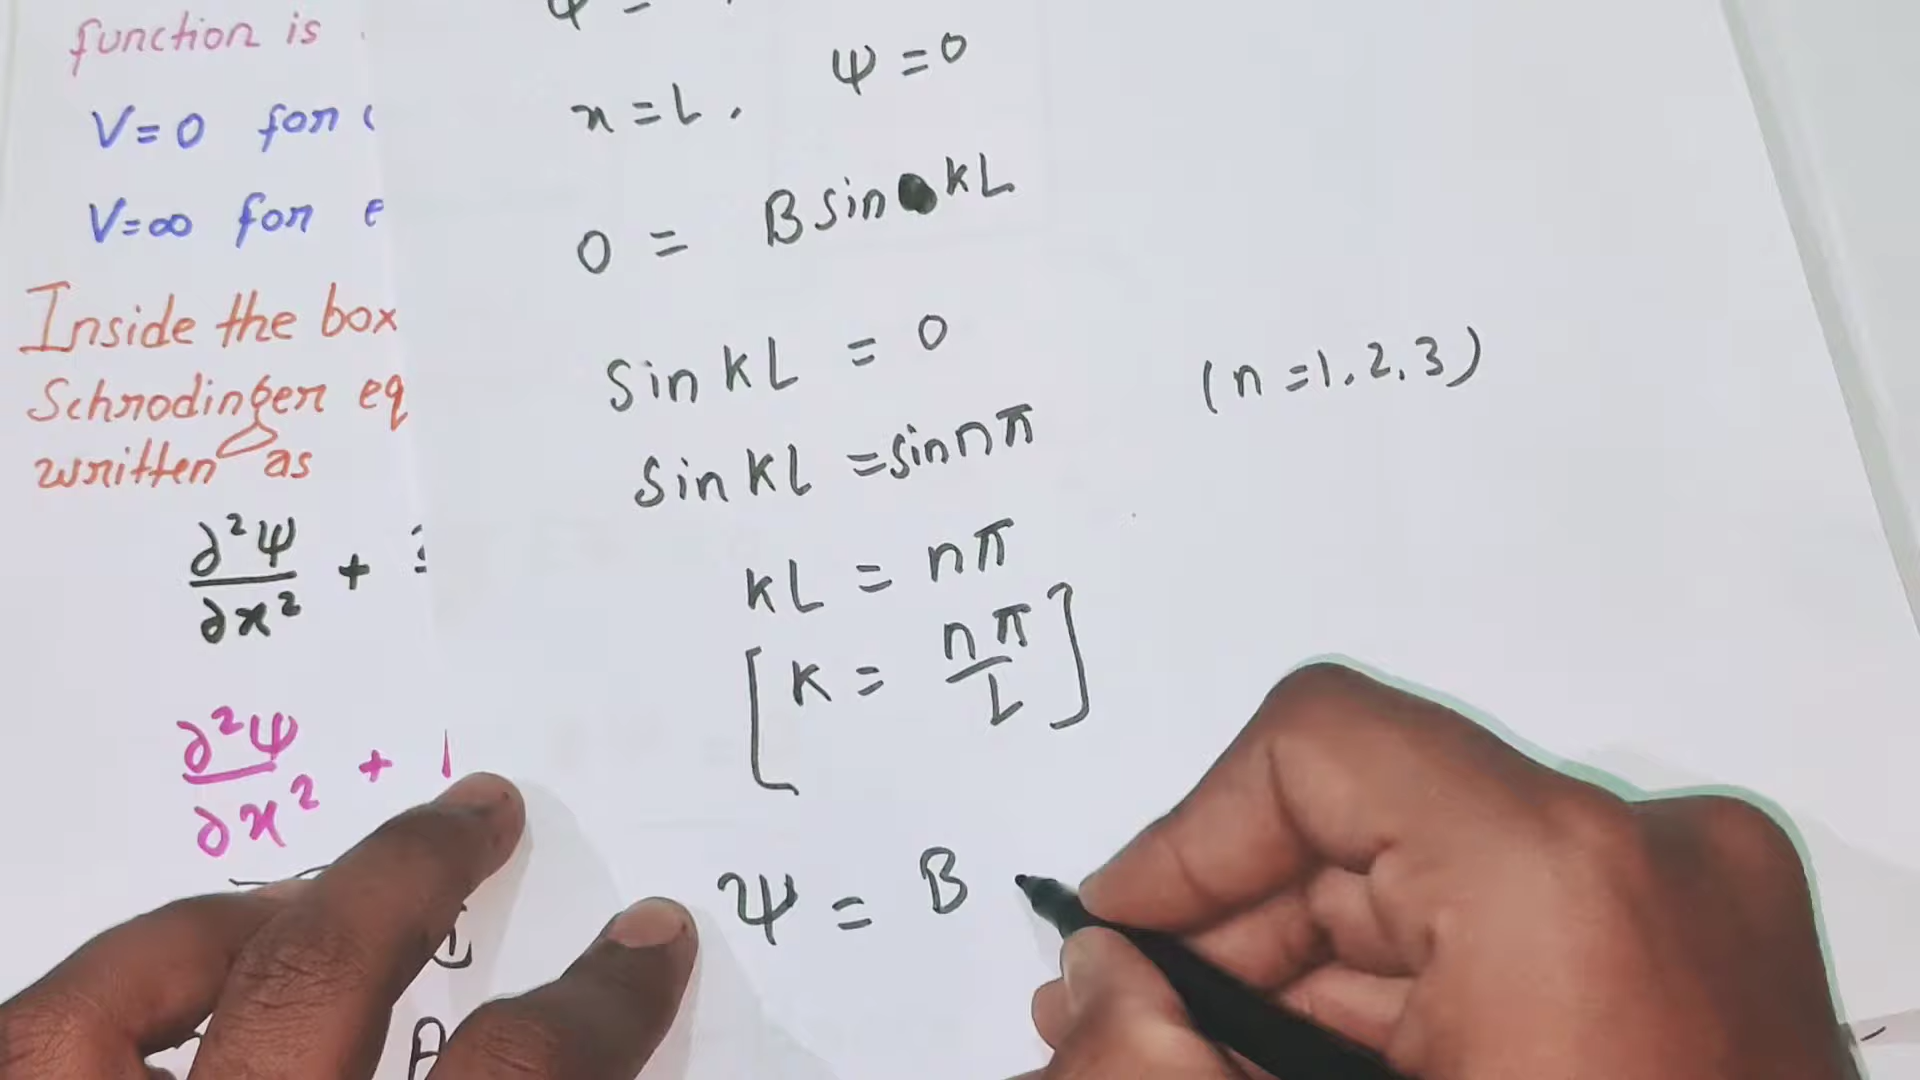 function is
V=0 for
V=∞ for
Inside the box
Schrodinger eq
written as
∂²ψ/∂x² +
∂²ψ/∂x² +
ψ =
x = L, ψ = 0
0 = B sin kL
Sin kL = 0
Sin kL = sin nπ (n = 1, 2, 3)
kL = nπ
[k = nπ/L]
ψ = B
A